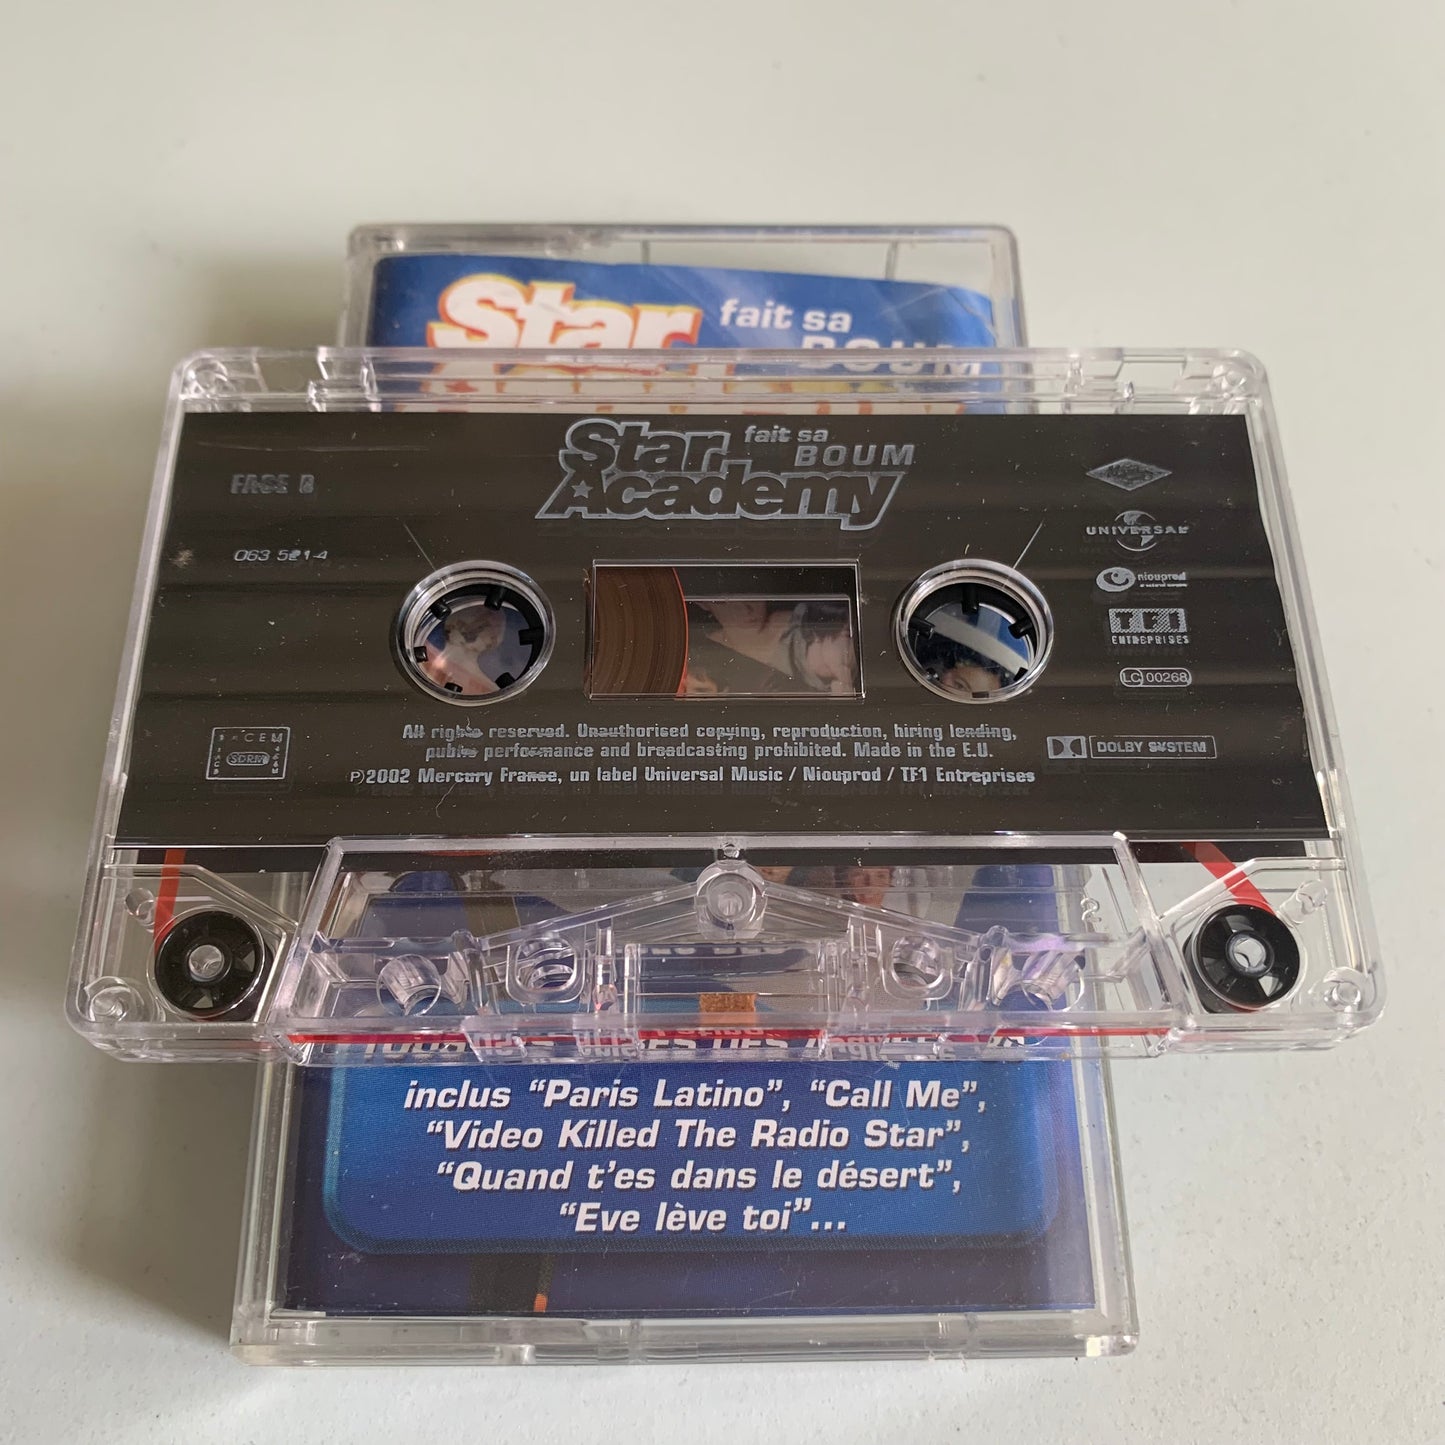 Star fait sa
BOUM
fait sa
Star BOUM
Academy
FACE B
063 521-4
UNIVERSAL
niouprod
TF1
ENTREPRISES
LC 00268
SACEM
SDRM
All rights reserved. Unauthorised copying, reproduction, hiring lending,
public performance and broadcasting prohibited. Made in the E.U.
DOLBY SYSTEM
℗2002 Mercury France, un label Universal Music / Niouprod / TF1 Entreprises
inclus “Paris Latino”, “Call Me”,
“Video Killed The Radio Star”,
“Quand t'es dans le désert”,
“Eve lève toi”...